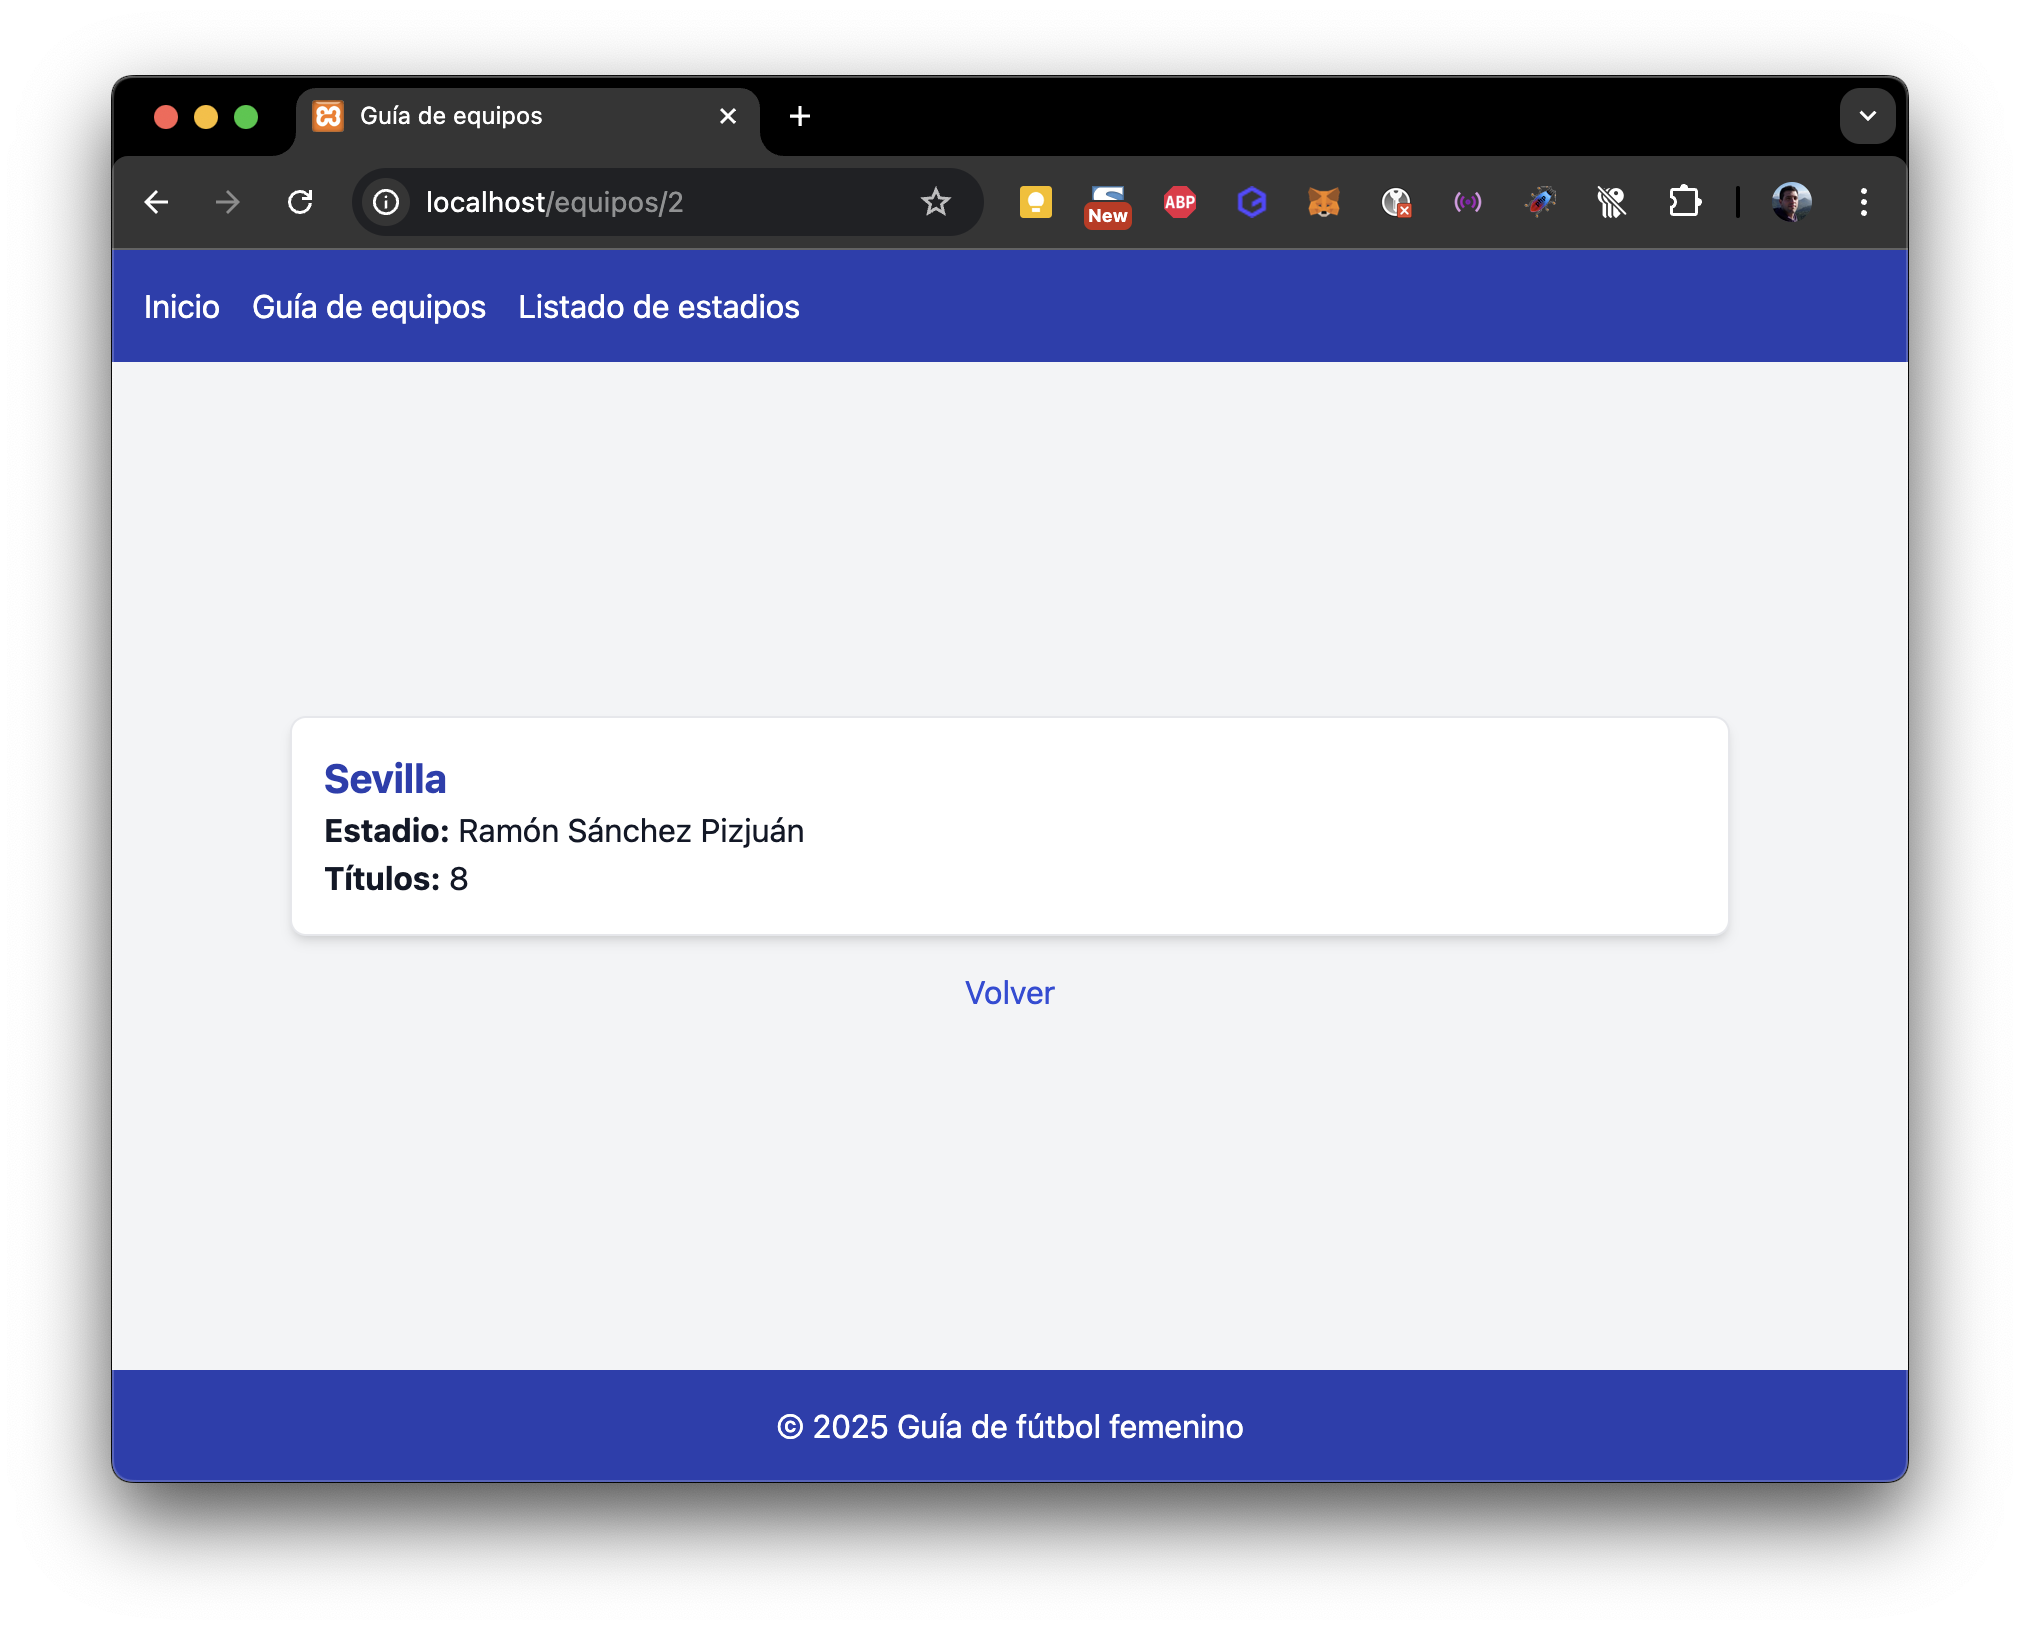 Guía de equipos
localhost/equipos/2
New
ABP
Inicio Guía de equipos Listado de estadios
Sevilla
Estadio: Ramón Sánchez Pizjuán
Títulos: 8
Volver
© 2025 Guía de fútbol femenino